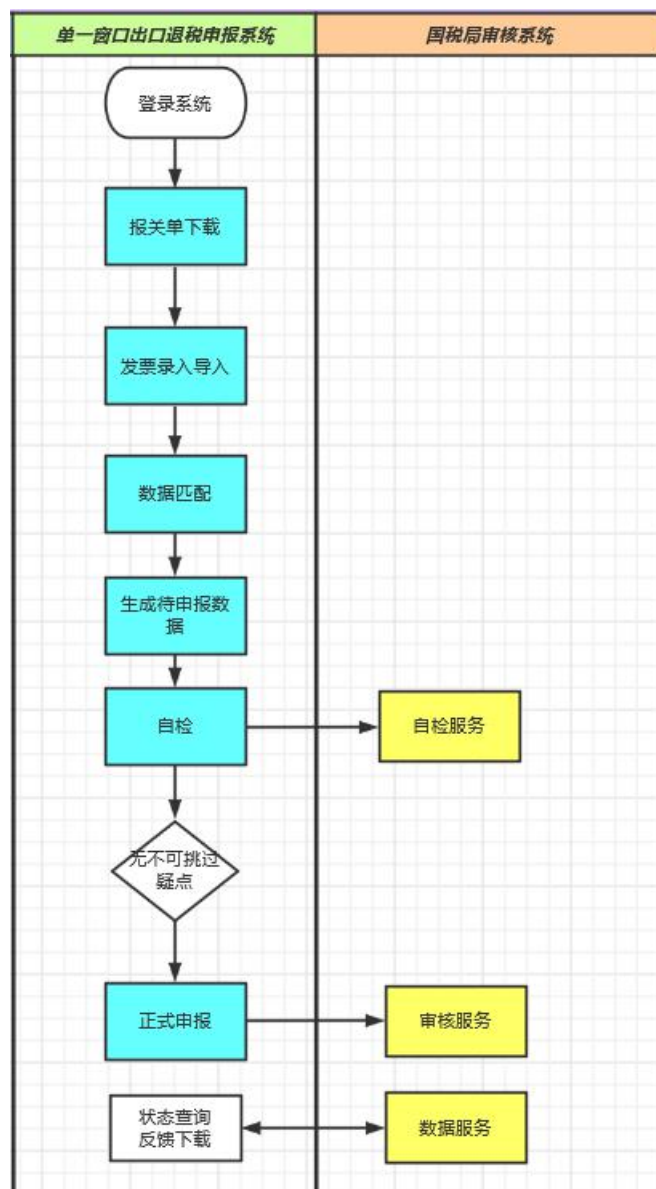 单一窗口出口退税申报系统
国税局审核系统
登录系统
报关单下载
发票录入导入
数据匹配
生成待申报数
据
自检
自检服务
无不可挑过
疑点
正式申报
审核服务
状态查询
反馈下载
数据服务